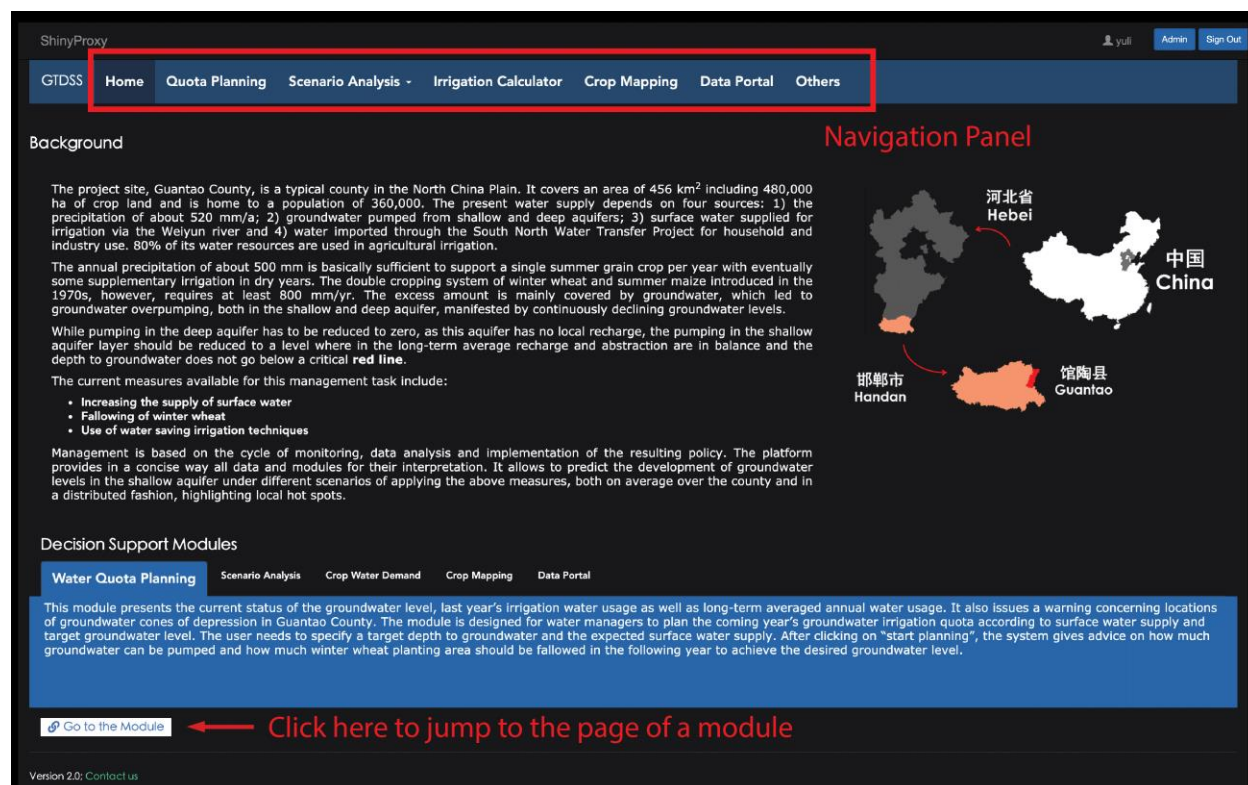 ShinyProxy
yuli
Admin
Sign Out
GTDSS
Home
Quota Planning
Scenario Analysis
Irrigation Calculator
Crop Mapping
Data Portal
Others
Navigation Panel
Background
The project site, Guantao County, is a typical county in the North China Plain. It covers an area of 456 km² including 480,000
ha of crop land and is home to a population of 360,000. The present water supply depends on four sources: 1) the
precipitation of about 520 mm/a; 2) groundwater pumped from shallow and deep aquifers; 3) surface water supplied for
irrigation via the Weiyun river and 4) water imported through the South North Water Transfer Project for household and
industry use. 80% of its water resources are used in agricultural irrigation.
The annual precipitation of about 500 mm is basically sufficient to support a single summer grain crop per year with eventually
some supplementary irrigation in dry years. The double cropping system of winter wheat and summer maize introduced in the
1970s, however, requires at least 800 mm/yr. The excess amount is mainly covered by groundwater, which led to
groundwater overpumping, both in the shallow and deep aquifer, manifested by continuously declining groundwater levels.
While pumping in the deep aquifer has to be reduced to zero, as this aquifer has no local recharge, the pumping in the shallow
aquifer layer should be reduced to a level where in the long-term average recharge and abstraction are in balance and the
depth to groundwater does not go below a critical red line.
The current measures available for this management task include:
• Increasing the supply of surface water
• Fallowing of winter wheat
• Use of water saving irrigation techniques
Management is based on the cycle of monitoring, data analysis and implementation of the resulting policy. The platform
provides in a concise way all data and modules for their interpretation. It allows to predict the development of groundwater
levels in the shallow aquifer under different scenarios of applying the above measures, both on average over the county and in
a distributed fashion, highlighting local hot spots.
河北省
Hebei
中国
China
邯郸市
Handan
馆陶县
Guantao
Decision Support Modules
Water Quota Planning
Scenario Analysis
Crop Water Demand
Crop Mapping
Data Portal
This module presents the current status of the groundwater level, last year's irrigation water usage as well as long-term averaged annual water usage. It also issues a warning concerning locations
of groundwater cones of depression in Guantao County. The module is designed for water managers to plan the coming year's groundwater irrigation quota according to surface water supply and
target groundwater level. The user needs to specify a target depth to groundwater and the expected surface water supply. After clicking on "start planning", the system gives advice on how much
groundwater can be pumped and how much winter wheat planting area should be fallowed in the following year to achieve the desired groundwater level.
Go to the Module
Click here to jump to the page of a module
Version 2.0; Contact us